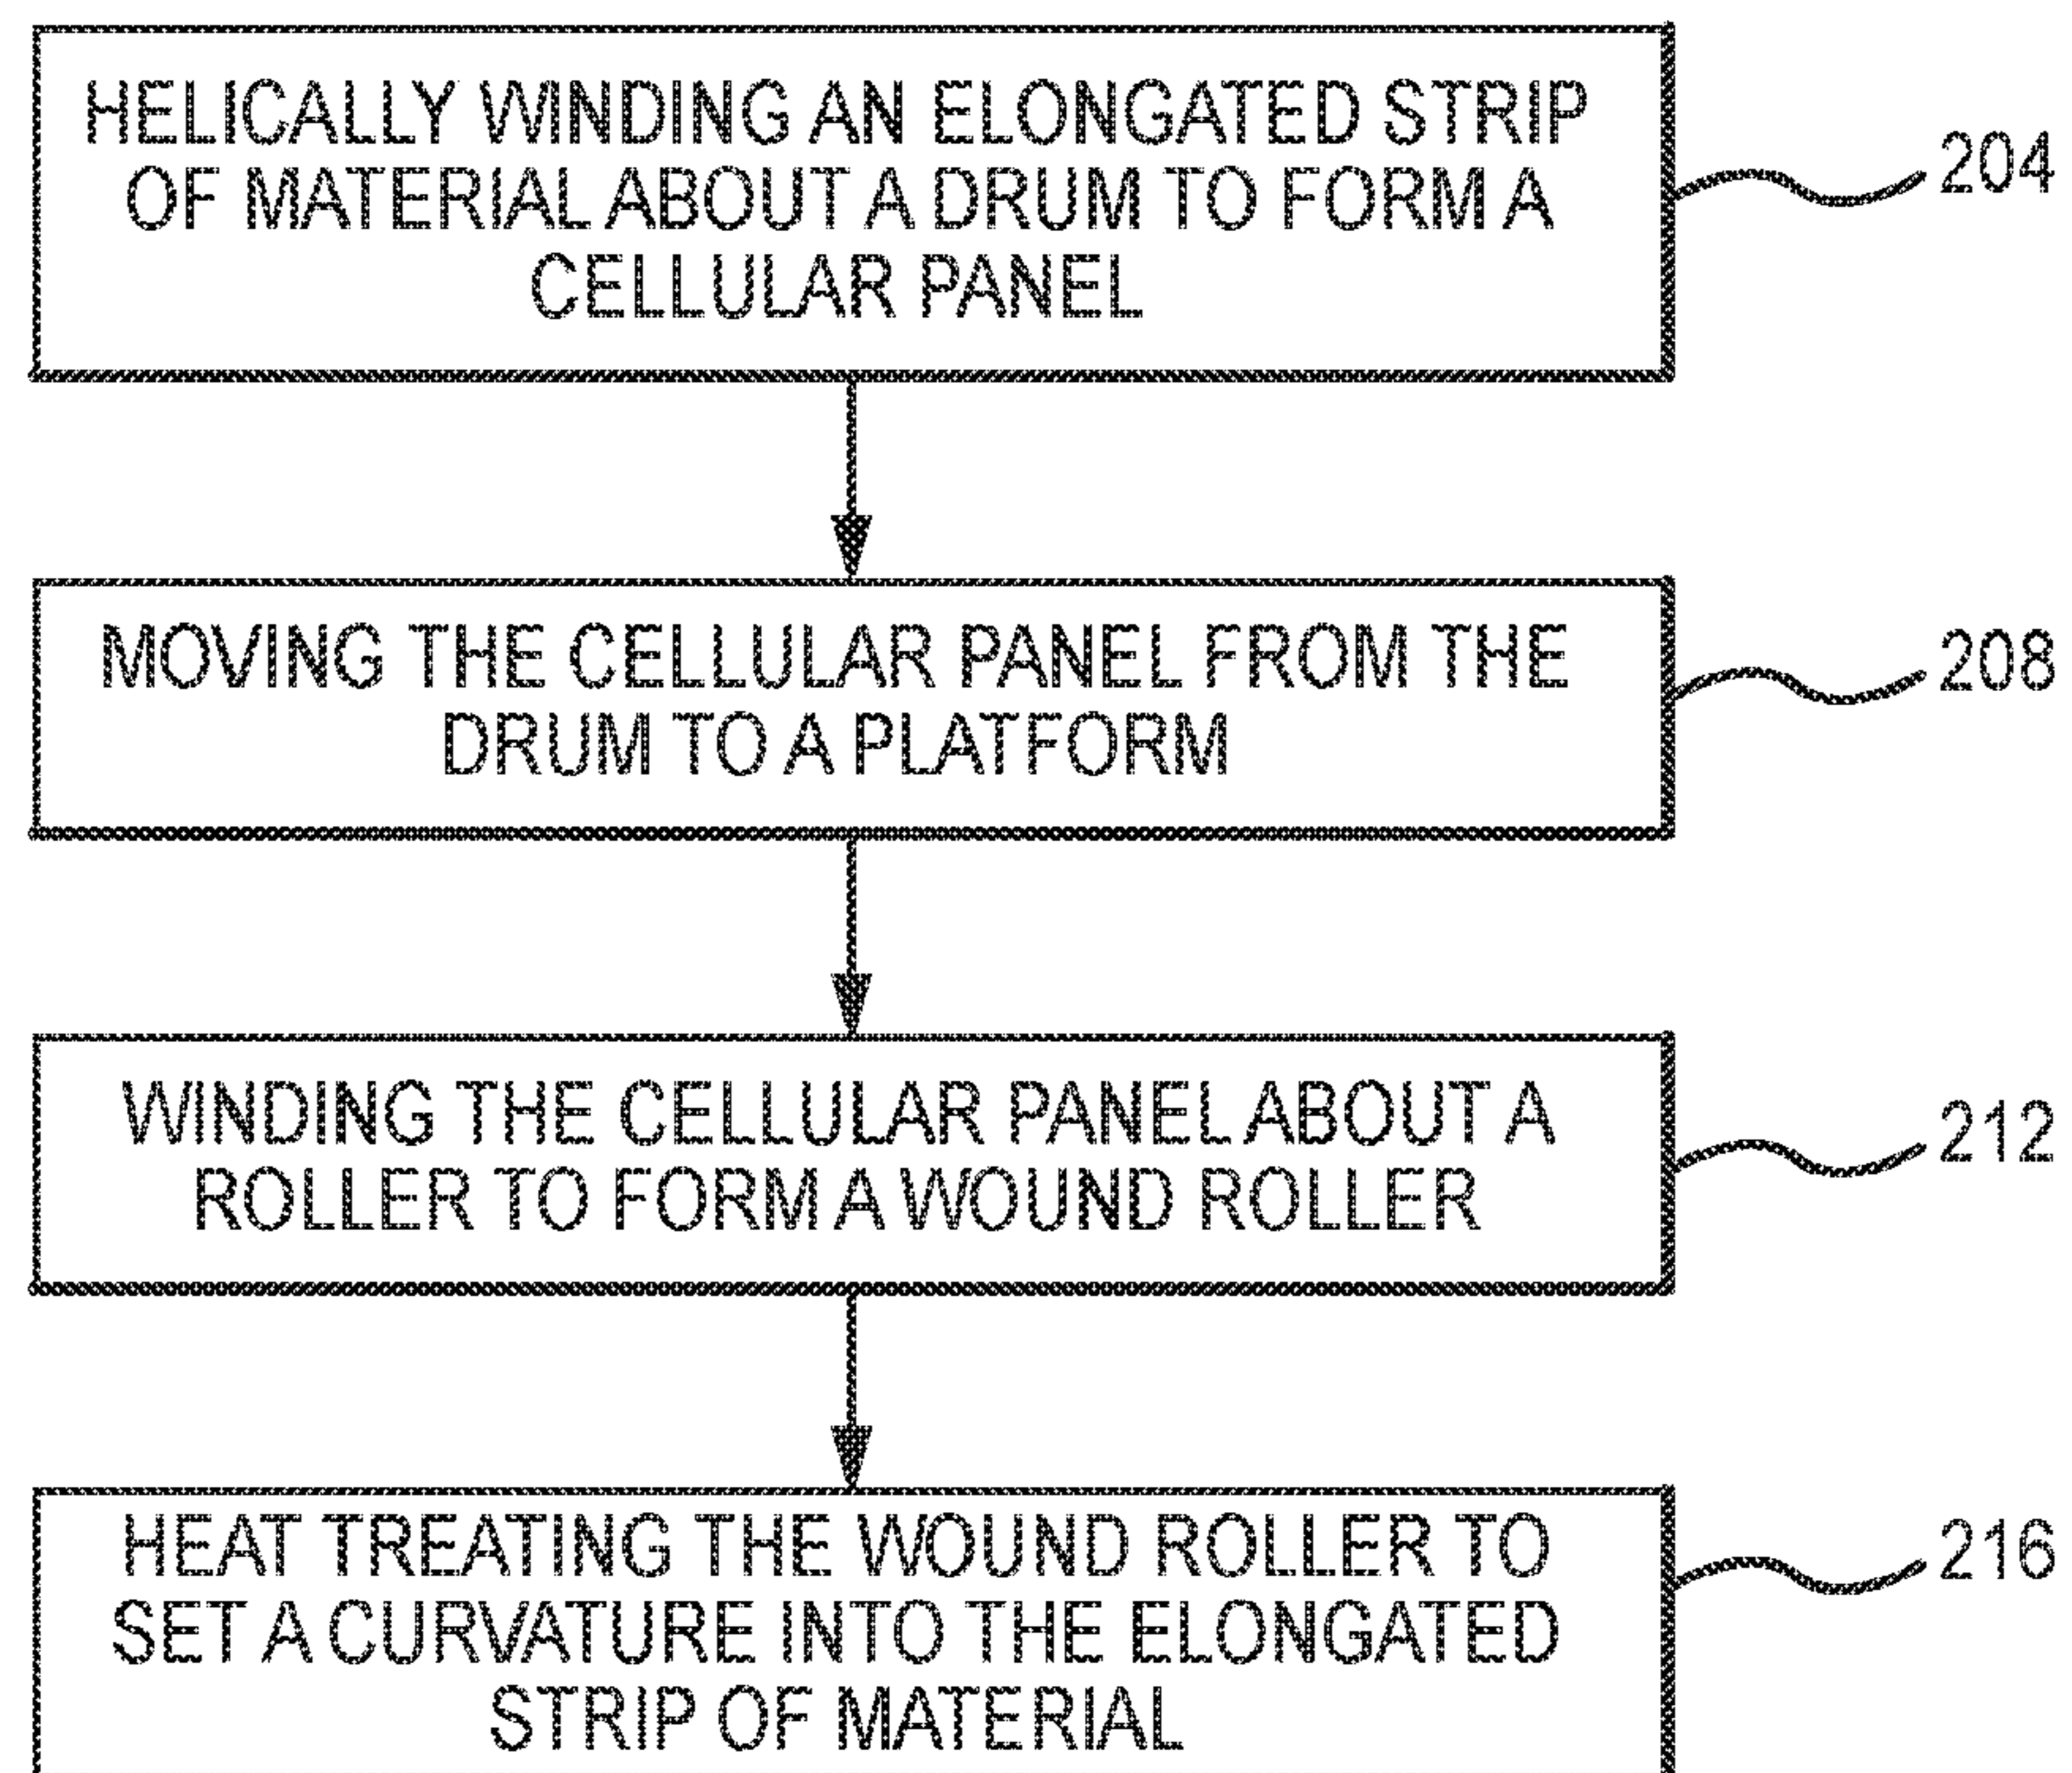 HELICALLY WINDING AN ELONGATED STRIP
OF MATERIAL ABOUT A DRUM TO FORM A
CELLULAR PANEL
204
MOVING THE CELLULAR PANEL FROM THE
DRUM TO A PLATFORM
208
WINDING THE CELLULAR PANEL ABOUT A
ROLLER TO FORM A WOUND ROLLER
212
HEAT TREATING THE WOUND ROLLER TO
SET A CURVATURE INTO THE ELONGATED
STRIP OF MATERIAL
216